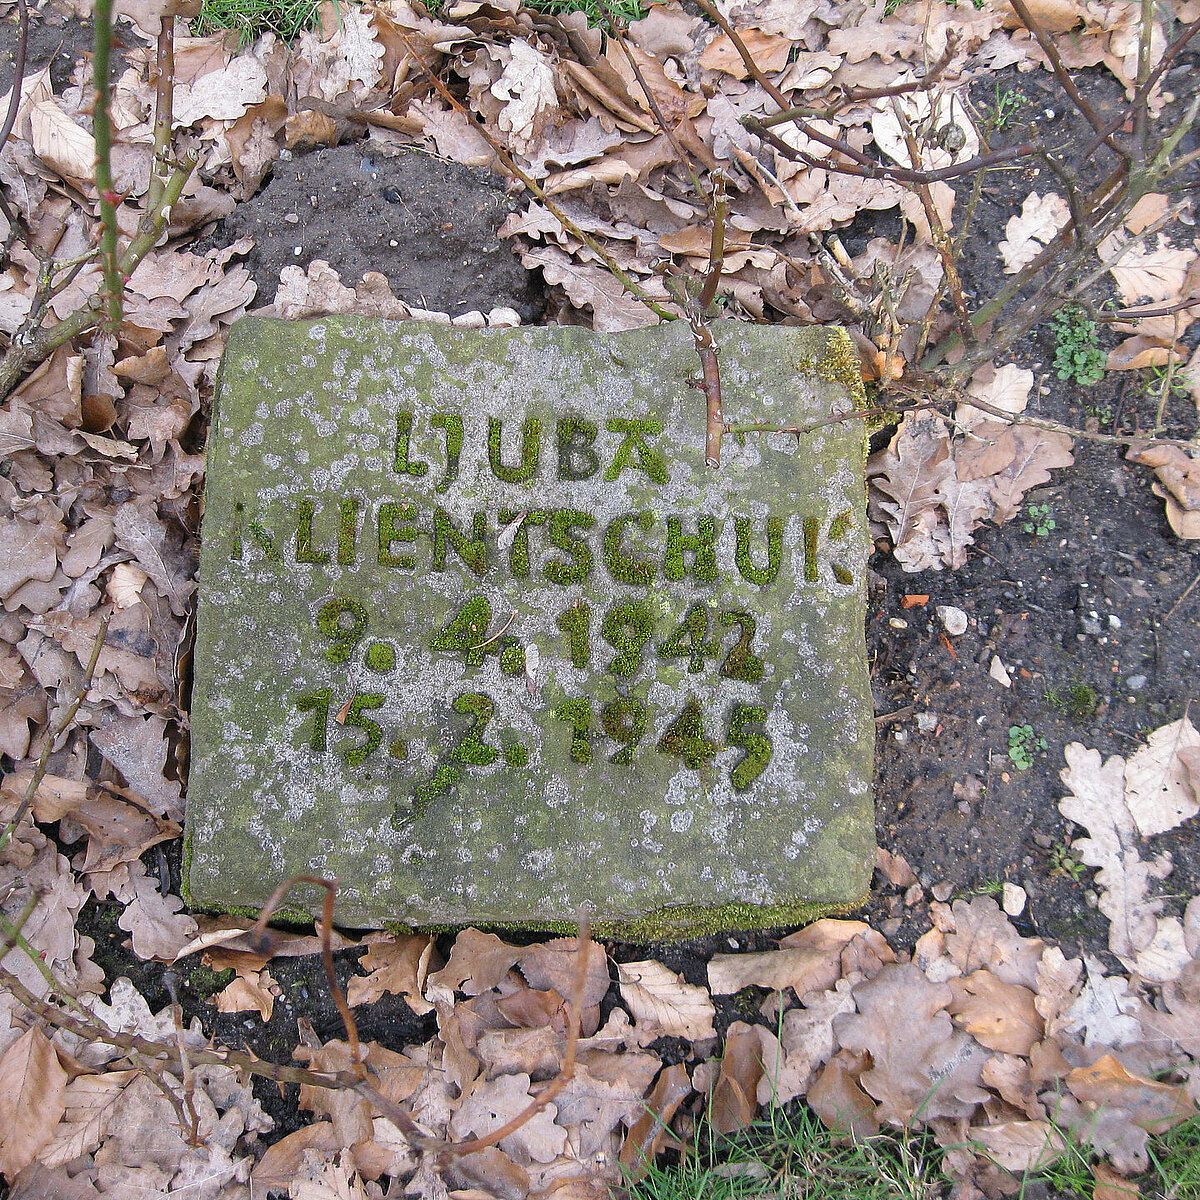 LJUBA
KLIENTSCHUK
9. 4. 1942
15. 2. 1945